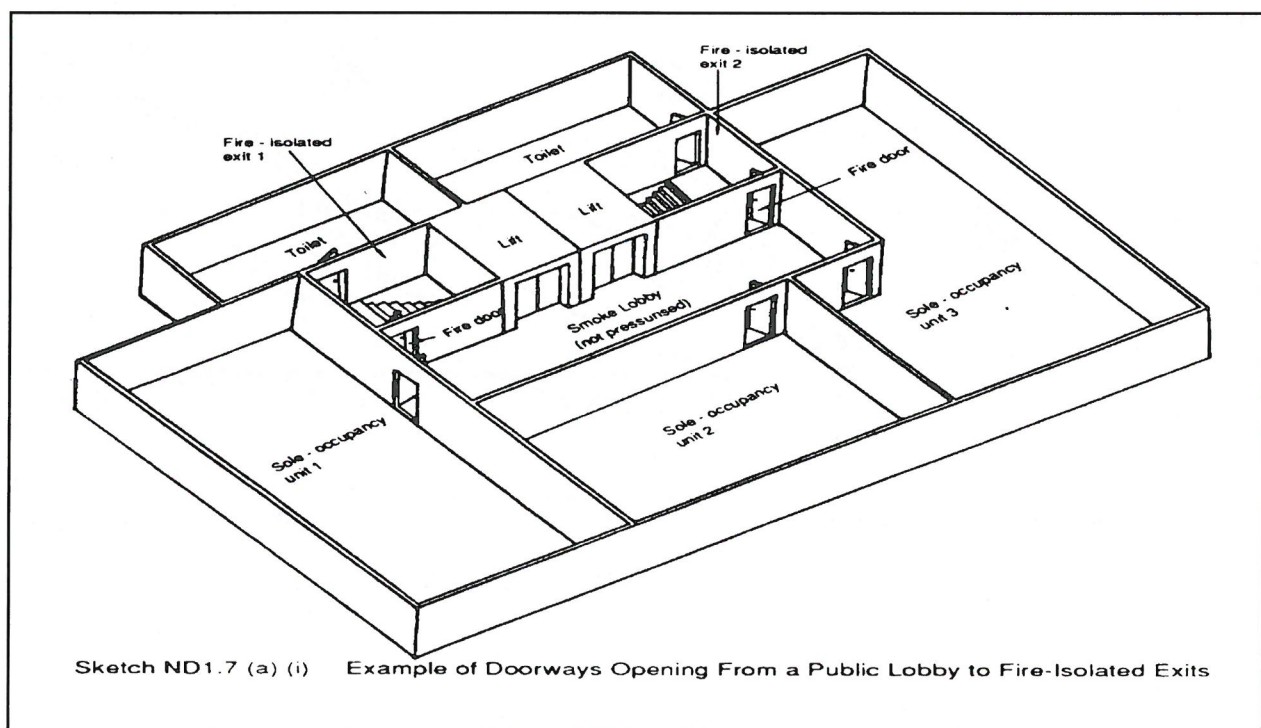 Fire - isolated
exit 2
Fire - isolated
exit 1
Toilet
Fire door
Lift
Toilet
Lift
Sole - occupancy
unit 3
Smoke Lobby
(not pressurised)
Fire door
Sole - occupancy
unit 2
Sole - occupancy
unit 1
Sketch ND1.7 (a) (i) Example of Doorways Opening From a Public Lobby to Fire-Isolated Exits